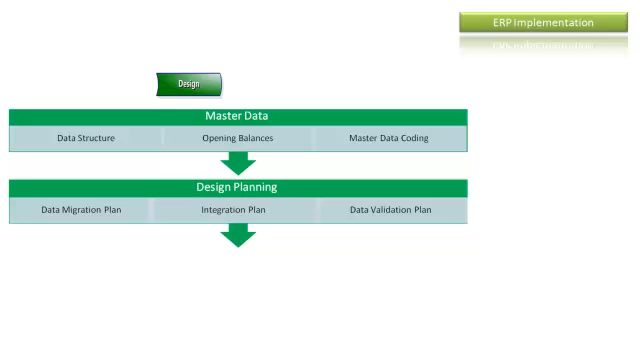 ERP Implementation
Design
Master Data
Data Structure Opening Balances Master Data Coding
Design Planning
Data Migration Plan Integration Plan Data Validation Plan